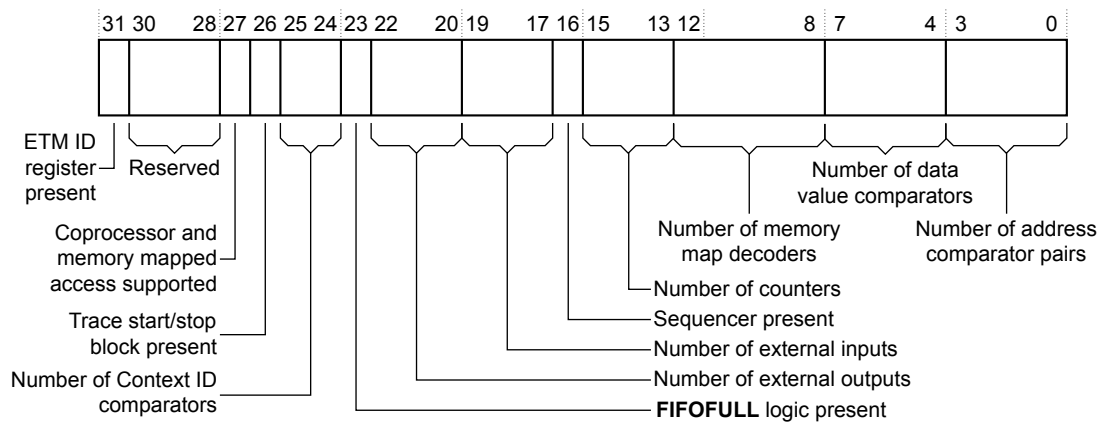 31 30 28 27 26 25 24 23 22 20 19 17 16 15 13 12 8 7 4 3 0
ETM ID
register
present
Reserved
Number of data
value comparators
Coprocessor and
memory mapped
access supported
Number of memory
map decoders
Number of address
comparator pairs
Number of counters
Trace start/stop
block present
Sequencer present
Number of external inputs
Number of Context ID
comparators
Number of external outputs
FIFOFULL logic present